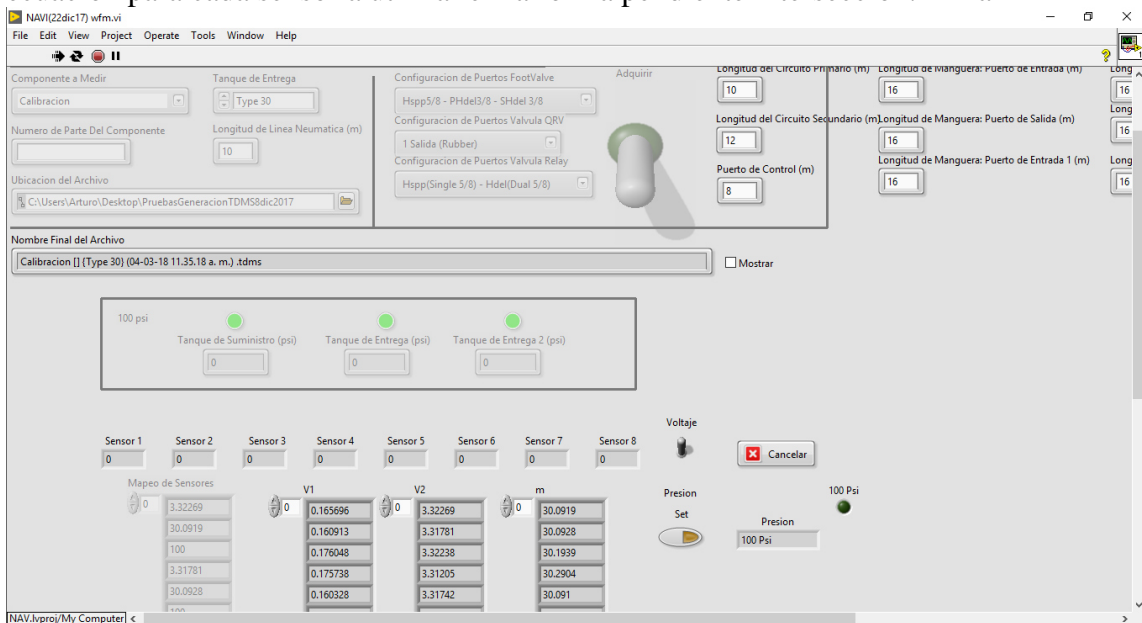 NAVI(22dic17) wfm.vi
File Edit View Project Operate Tools Window Help
Componente a Medir
Calibracion
Tanque de Entrega
Type 30
Numero de Parte Del Componente
Longitud de Linea Neumatica (m)
10
Ubicacion del Archivo
C:\Users\Arturo\Desktop\PruebasGeneracionTDMS8dic2017
Configuracion de Puertos FootValve
Hspp5/8 - PHdel3/8 - SHdel 3/8
Configuracion de Puertos Valvula QRV
1 Salida (Rubber)
Configuracion de Puertos Valvula Relay
Hspp(Single 5/8) - Hdel(Dual 5/8)
Adquirir
Longitud del Circuito Primario (m)
10
Longitud del Circuito Secundario (m)
12
Puerto de Control (m)
8
Longitud de Manguera: Puerto de Entrada (m)
16
Longitud de Manguera: Puerto de Salida (m)
16
Longitud de Manguera: Puerto de Entrada 1 (m)
16
Long
16
Long
16
Long
16
Nombre Final del Archivo
Calibracion [] {Type 30} (04-03-18 11.35.18 a. m.) .tdms
Mostrar
100 psi
Tanque de Suministro (psi) Tanque de Entrega (psi) Tanque de Entrega 2 (psi)
0 0 0
Voltaje
Sensor 1 Sensor 2 Sensor 3 Sensor 4 Sensor 5 Sensor 6 Sensor 7 Sensor 8
0 0 0 0 0 0 0 0
Cancelar
Mapeo de Sensores
0
3.32269
30.0919
100
3.31781
30.0928
V1
0
0.165696
0.160913
0.176048
0.175738
0.160328
V2
0
3.32269
3.31781
3.32238
3.31205
3.31742
m
0
30.0919
30.0928
30.1939
30.2904
30.091
Presion
Set
Presion
100 Psi
100 Psi
NAV.lvproj/My Computer